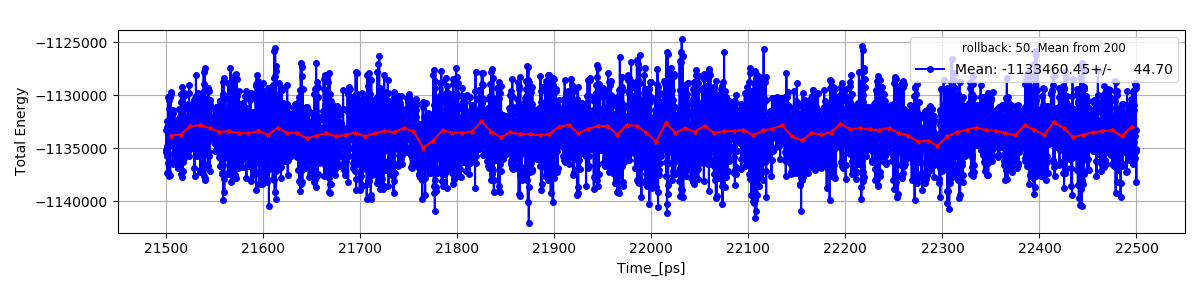 −1125000
−1130000
−1135000
−1140000
Total Energy
rollback: 50, Mean from 200
Mean: -1133460.45+/-     44.70
21500 21600 21700 21800 21900 22000 22100 22200 22300 22400 22500
Time_[ps]